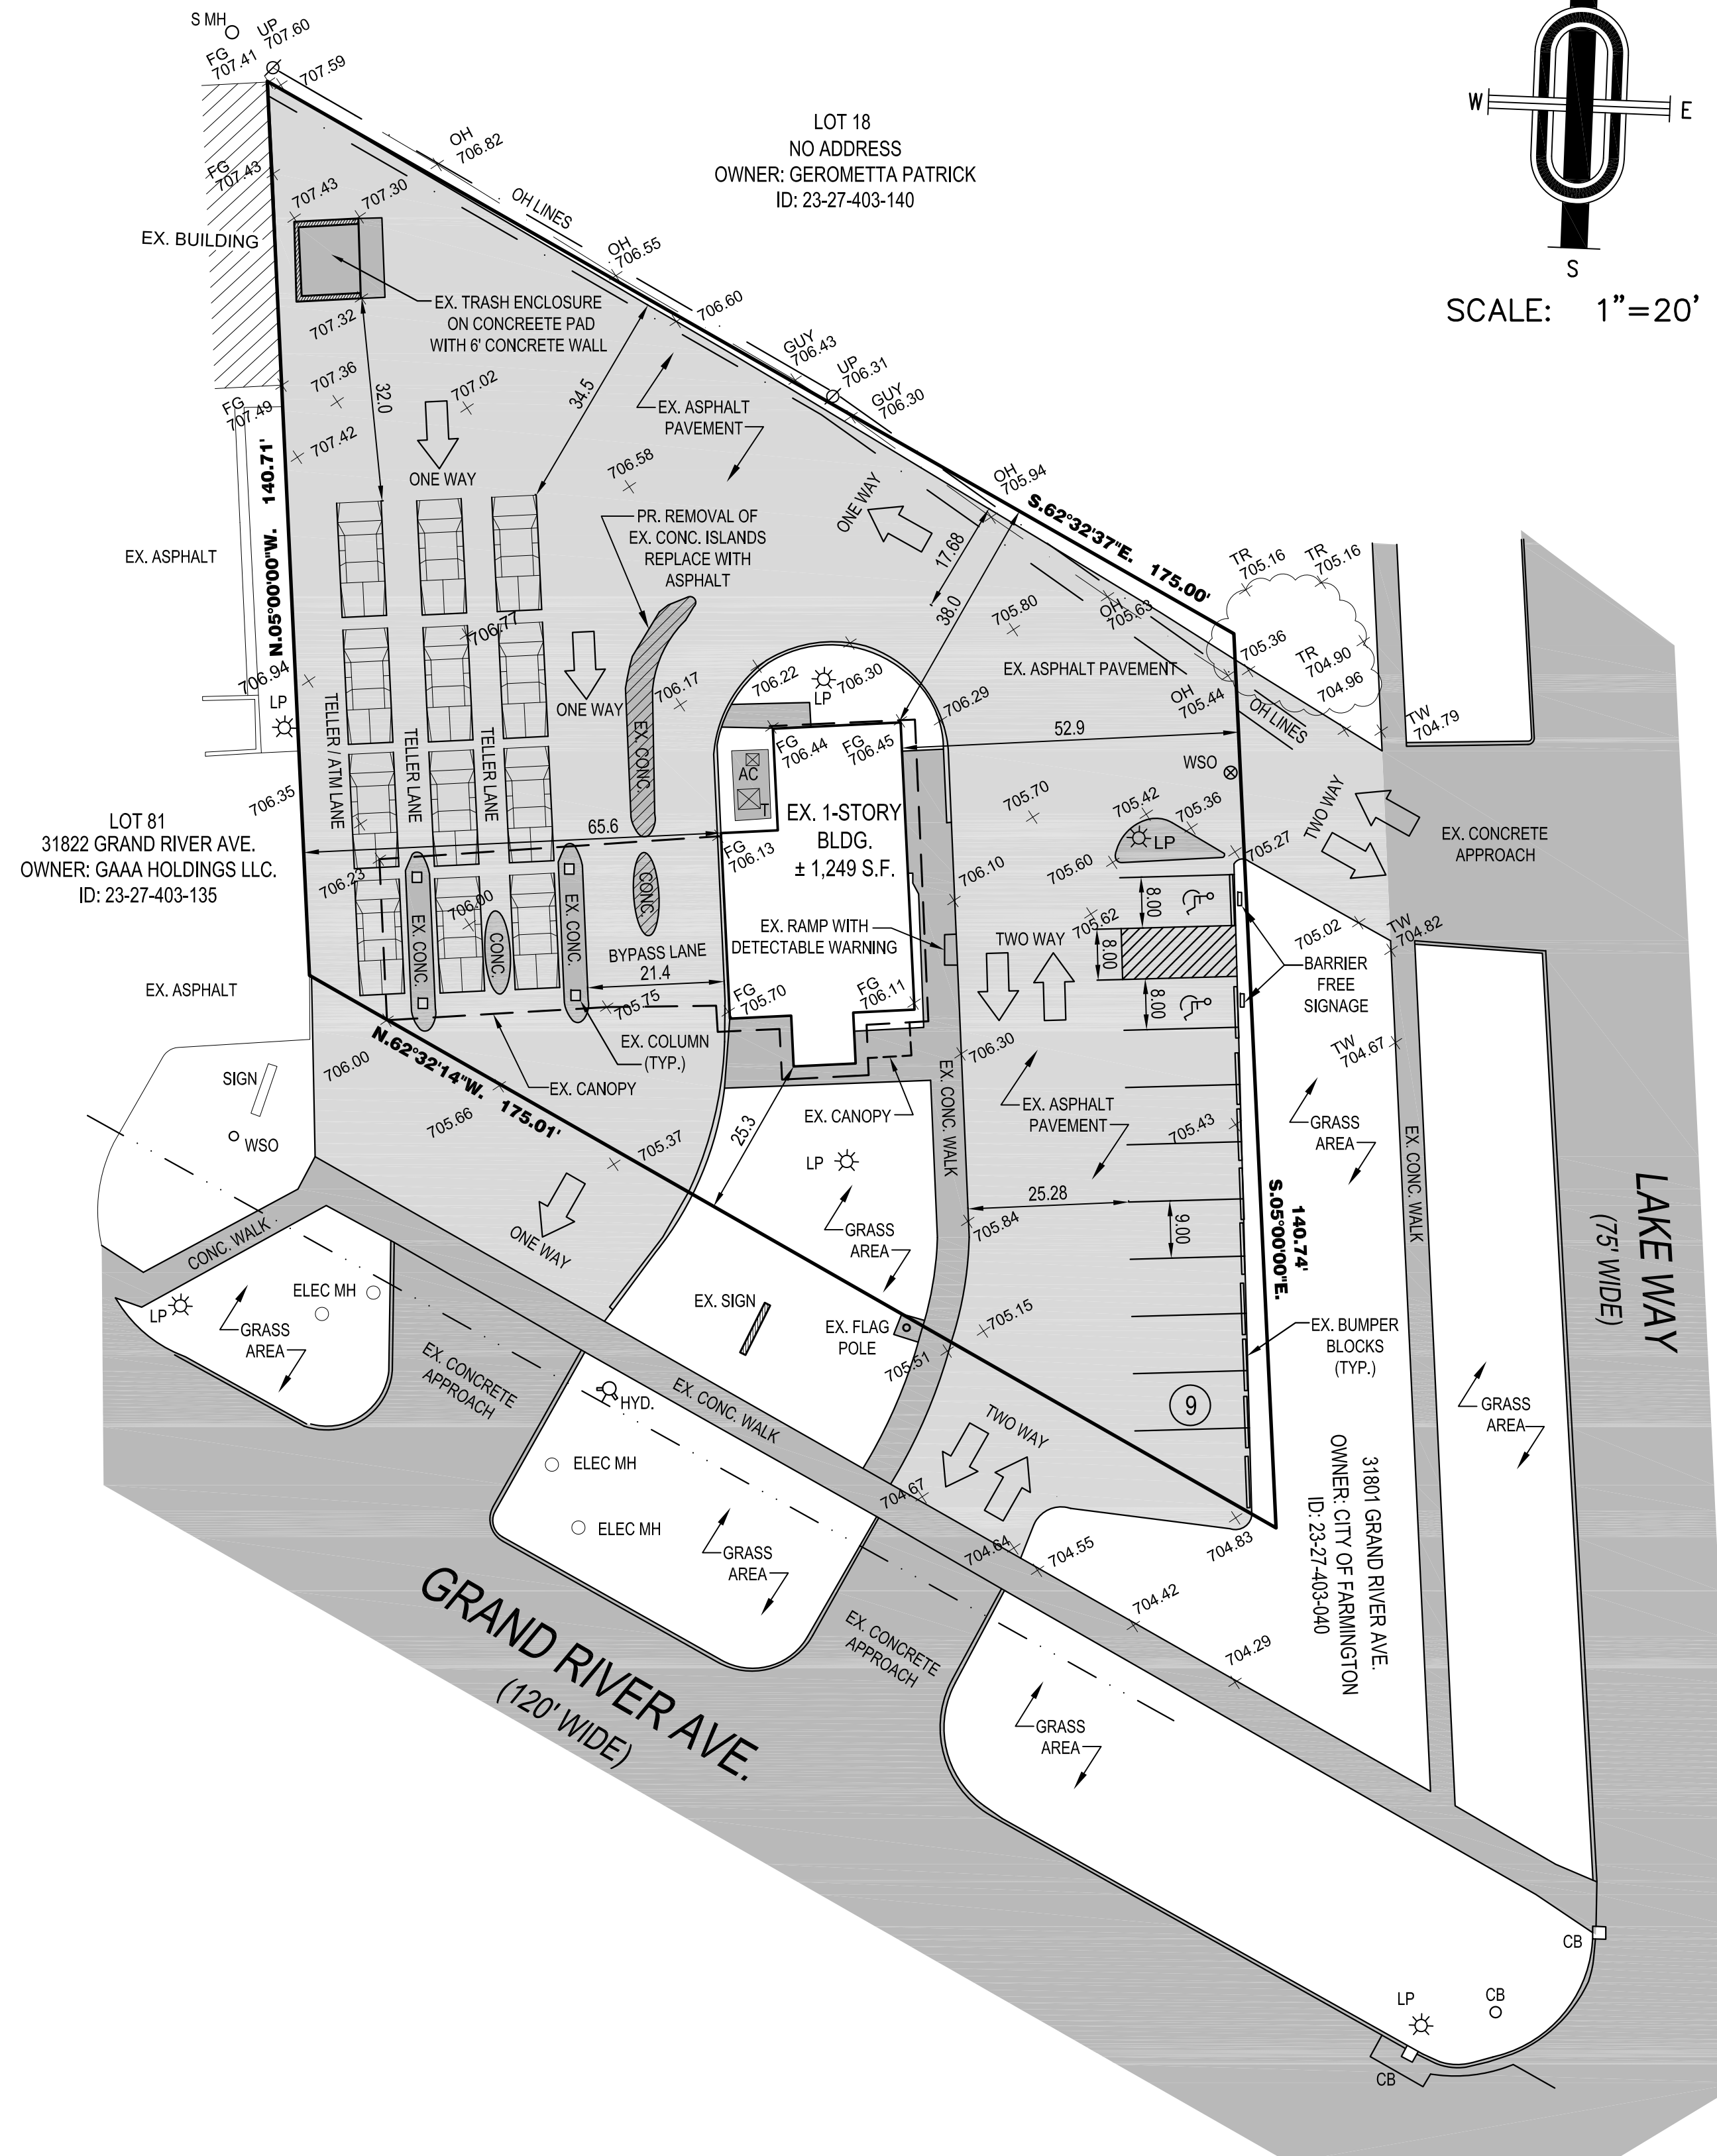 S MH
UP
707.60
FG
707.41
707.59
W
E
S
SCALE: 1"=20'
LOT 18
NO ADDRESS
OWNER: GEROMETTA PATRICK
ID: 23-27-403-140
OH
706.82
OH LINES
FG
707.43
707.43
707.30
EX. BUILDING
OH
706.55
EX. TRASH ENCLOSURE
ON CONCREETE PAD
WITH 6' CONCRETE WALL
707.32
706.60
GUY
706.43
UP
706.31
GUY
706.30
707.36
32.0
707.02
34.5
EX. ASPHALT
PAVEMENT
FG
707.49
707.42
ONE WAY
706.58
ONE WAY
OH
705.94
S.62°32'37"E. 175.00'
N.05°00'00"W. 140.71'
PR. REMOVAL OF
EX. CONC. ISLANDS
REPLACE WITH
ASPHALT
EX. ASPHALT
17.68
38.0
TR
705.16
TR
705.16
OH
705.63
705.80
706.77
705.36
TR
704.90
704.96
TW
704.79
706.94
LP
706.22
706.30
LP
EX. ASPHALT PAVEMENT
OH
705.44
OH LINES
ONE WAY
706.17
706.29
52.9
TELLER / ATM LANE
TELLER LANE
TELLER LANE
EX. CONC.
FG
706.44
FG
706.45
WSO
AC
T
706.35
705.70
705.42
705.36
LP
TWO WAY
EX. CONCRETE
APPROACH
LOT 81
31822 GRAND RIVER AVE.
OWNER: GAAA HOLDINGS LLC.
ID: 23-27-403-135
65.6
EX. 1-STORY
BLDG.
± 1,249 S.F.
FG
706.13
705.27
705.60
706.10
706.23
706.00
EX. CONC.
CONC.
EX. CONC.
CONC.
8.00
705.62
EX. RAMP WITH
DETECTABLE WARNING
TWO WAY
8.00
705.02
TW
704.82
BYPASS LANE
21.4
BARRIER
FREE
SIGNAGE
EX. ASPHALT
705.75
FG
705.70
FG
706.11
8.00
EX. COLUMN
(TYP.)
N.62°32'14"W. 175.01'
706.00
706.30
TW
704.67
SIGN
EX. CANOPY
EX. CANOPY
EX. CONC. WALK
EX. ASPHALT
PAVEMENT
705.43
GRASS
AREA
EX. CONC. WALK
705.66
WSO
705.37
25.3
LP
LAKE WAY
(75' WIDE)
25.28
9.00
140.74'
S.05°00'00"E.
705.84
GRASS
AREA
CONC. WALK
ONE WAY
ELEC MH
LP
GRASS
AREA
EX. SIGN
EX. FLAG
POLE
705.15
705.51
EX. BUMPER
BLOCKS
(TYP.)
EX. CONCRETE
APPROACH
HYD.
EX. CONC. WALK
9
GRASS
AREA
TWO WAY
ELEC MH
ELEC MH
31801 GRAND RIVER AVE.
OWNER: CITY OF FARMINGTON
ID: 23-27-403-040
704.67
704.64
704.55
704.83
GRASS
AREA
704.42
704.29
EX. CONCRETE
APPROACH
GRAND RIVER AVE.
(120' WIDE)
GRASS
AREA
CB
LP
CB
CB